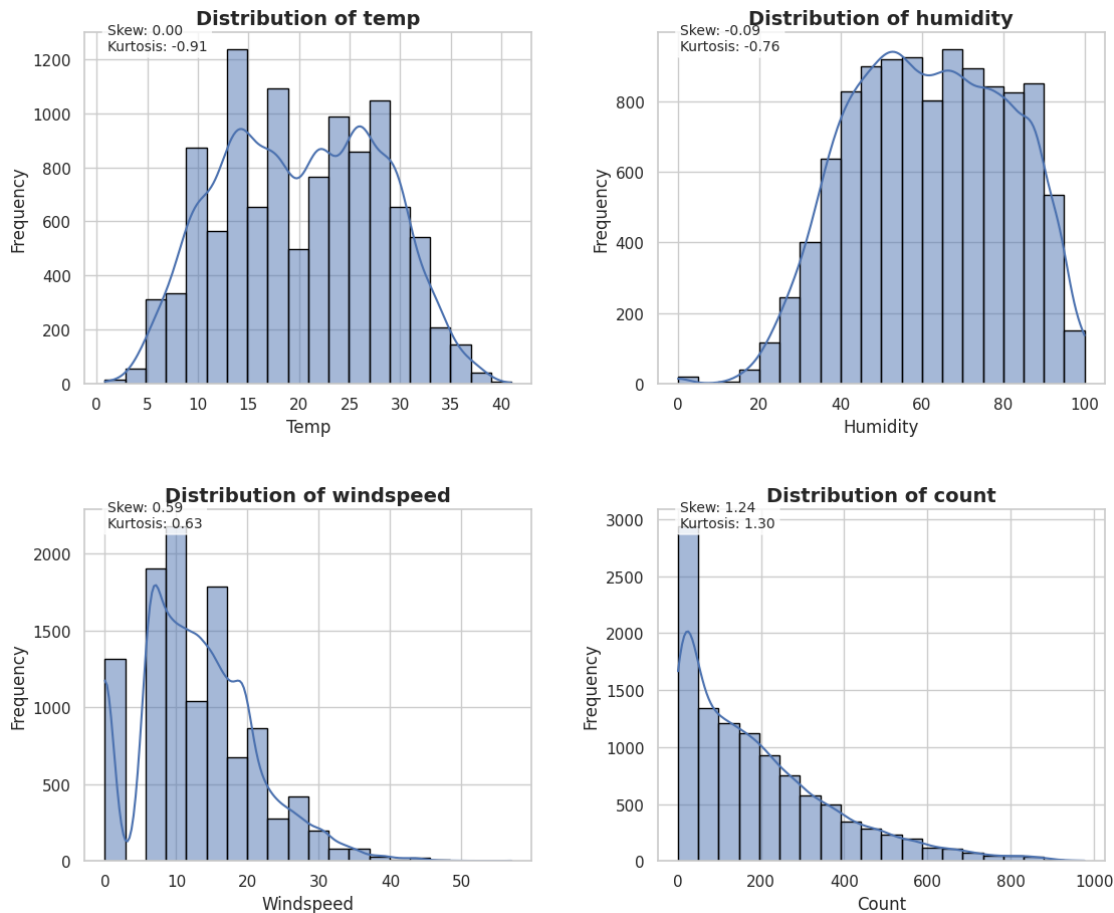 Distribution of temp
Skew: 0.00
Kurtosis: -0.91
1200
1000
800
600
400
200
0
Frequency
0 5 10 15 20 25 30 35 40
Temp
Distribution of humidity
Skew: -0.09
Kurtosis: -0.76
800
600
400
200
0
Frequency
0 20 40 60 80 100
Humidity
Distribution of windspeed
Skew: 0.59
Kurtosis: 0.63
2000
1500
1000
500
0
Frequency
0 10 20 30 40 50
Windspeed
Distribution of count
Skew: 1.24
Kurtosis: 1.30
3000
2500
2000
1500
1000
500
0
Frequency
0 200 400 600 800 1000
Count